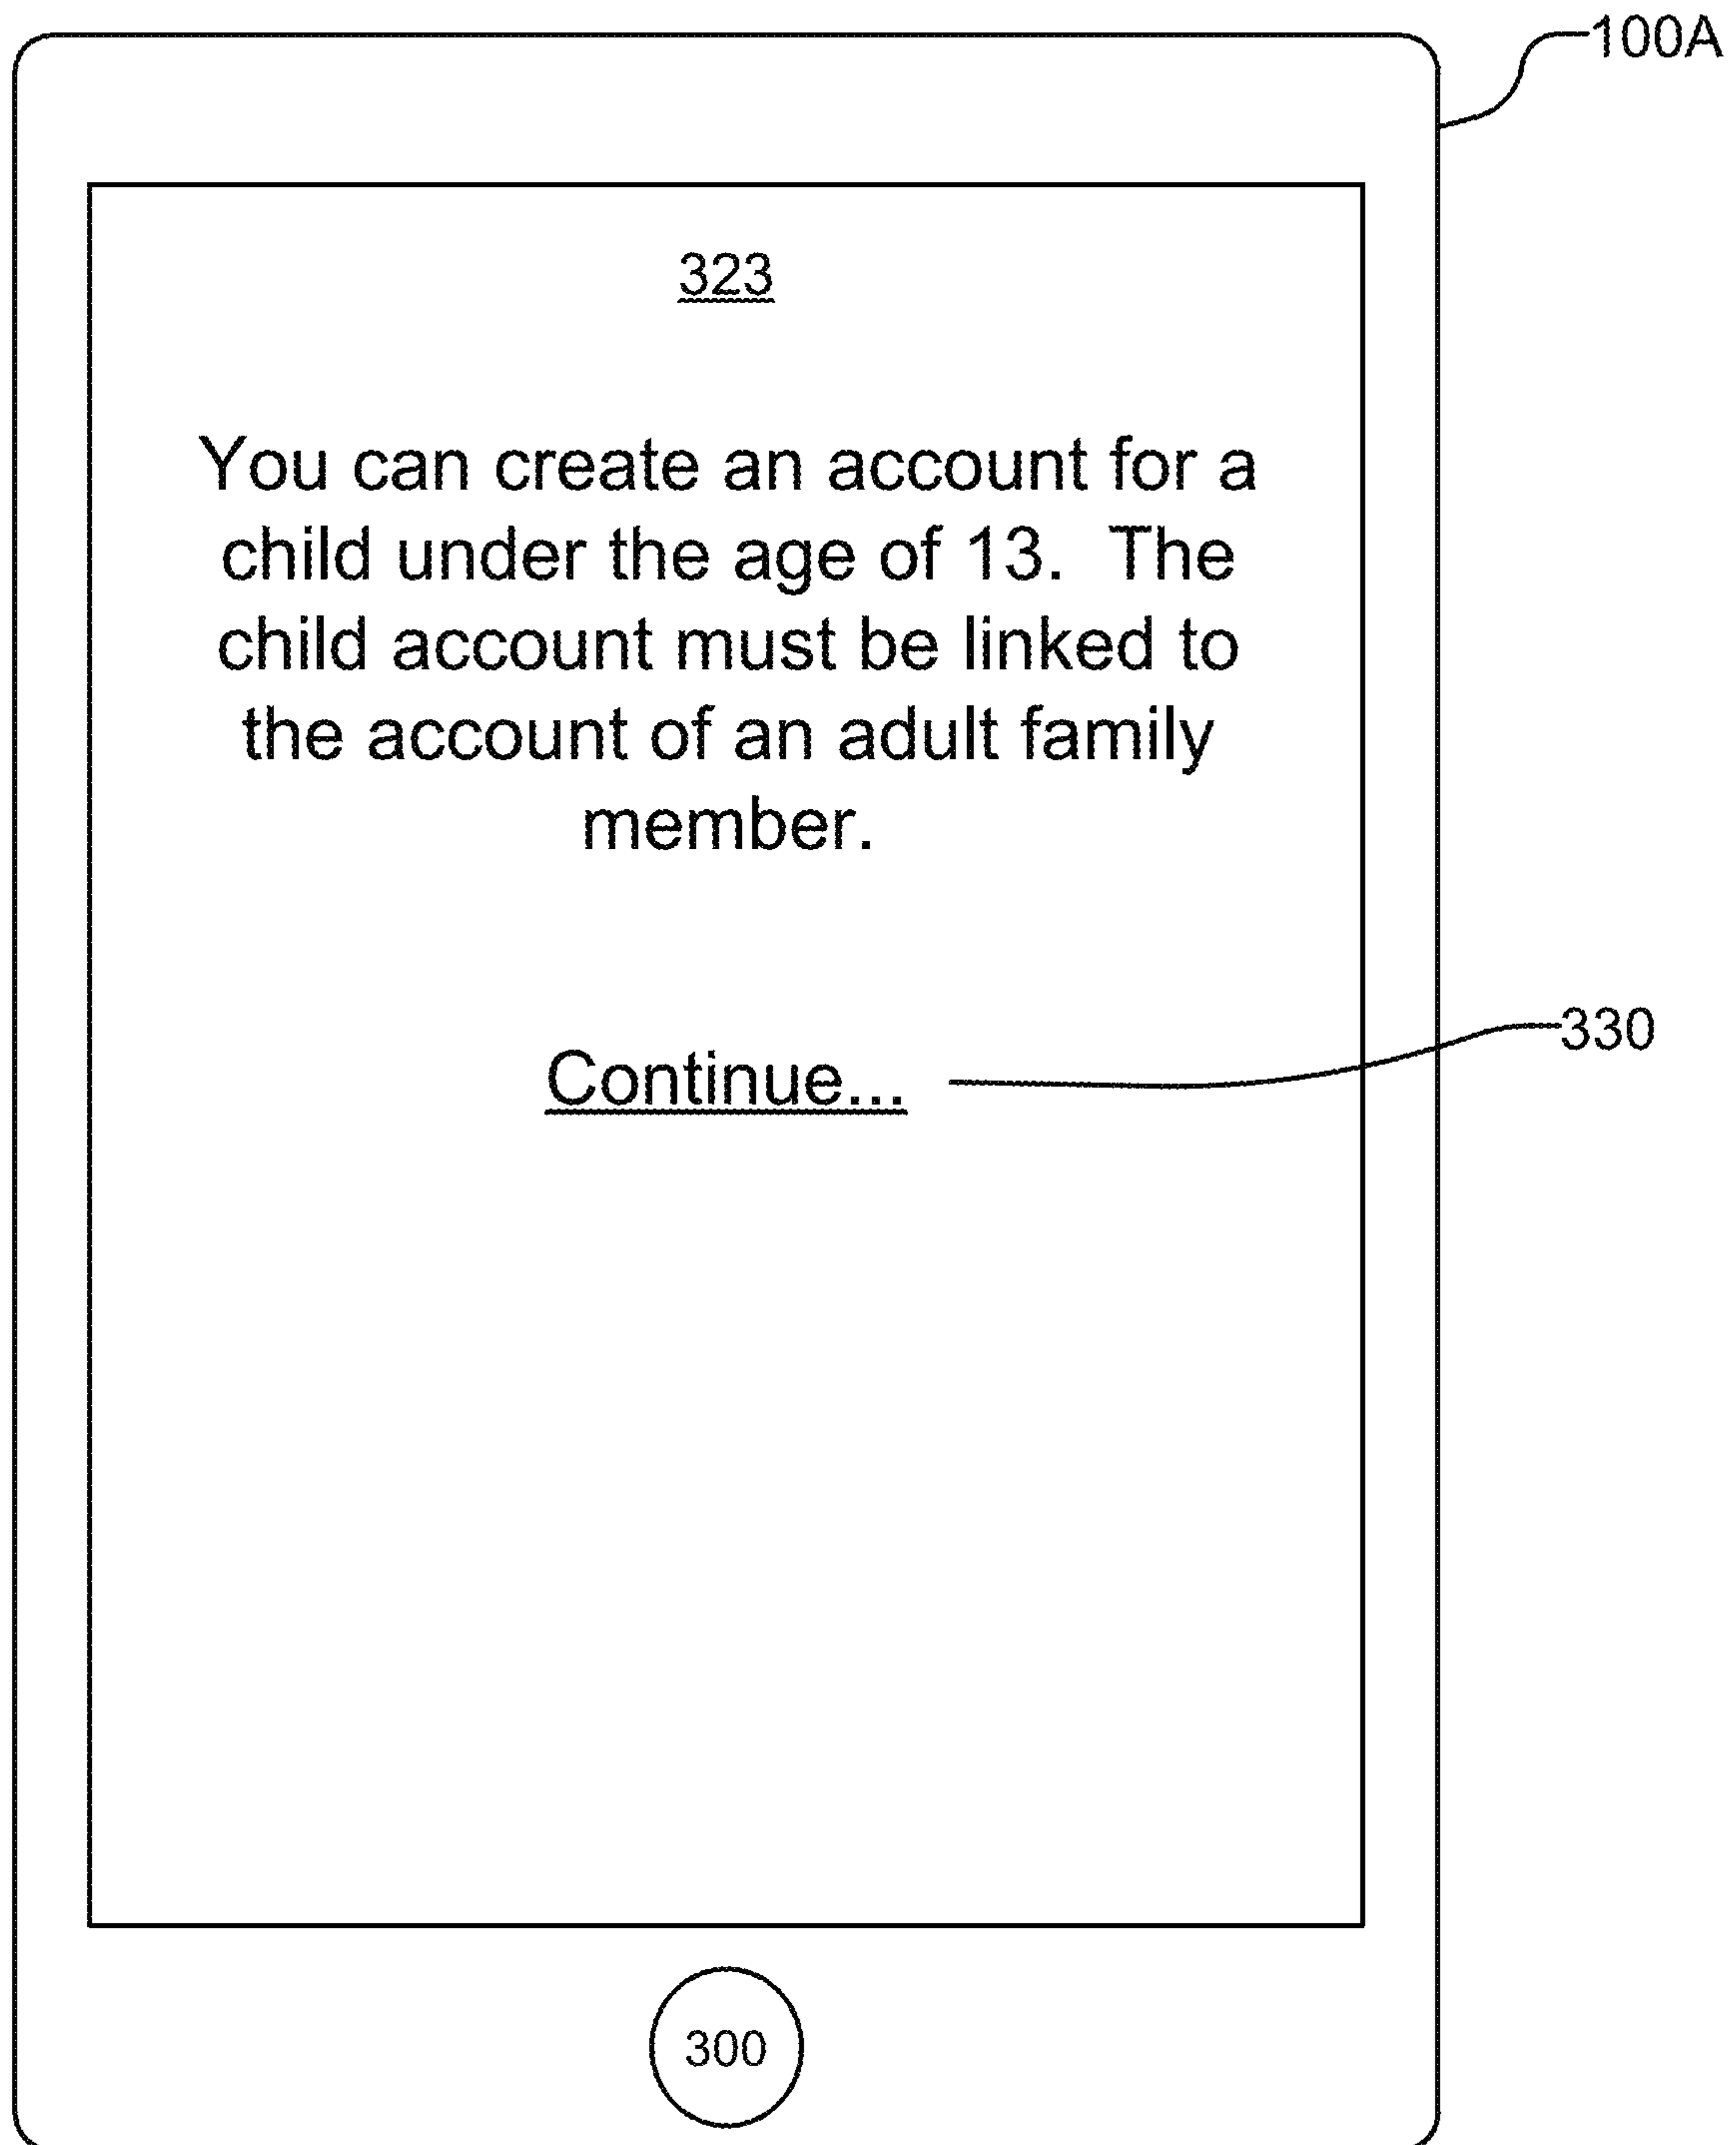 100A
323
You can create an account for a
child under the age of 13.  The
child account must be linked to
the account of an adult family
member.
330
Continue...
300